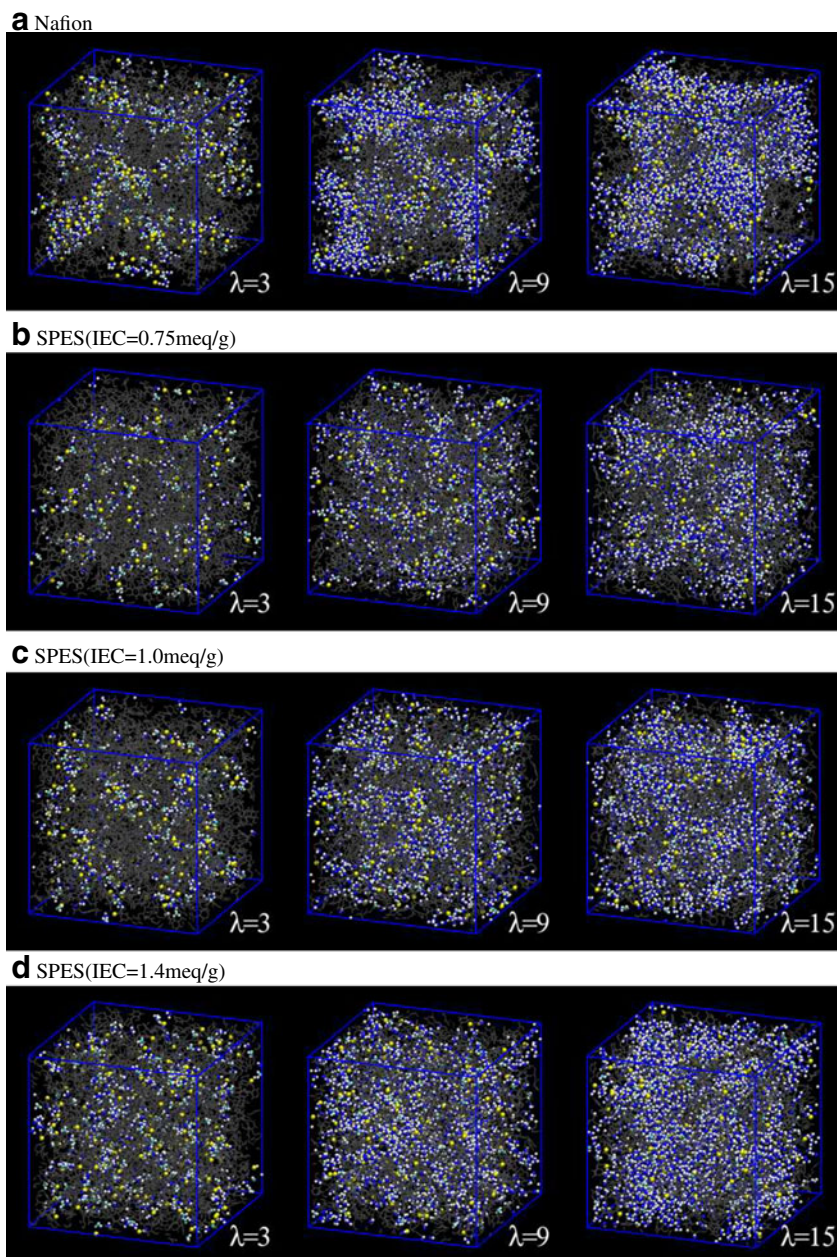 a Nafion
λ=3 λ=9 λ=15
b SPES(IEC=0.75meq/g)
λ=3 λ=9 λ=15
c SPES(IEC=1.0meq/g)
λ=3 λ=9 λ=15
d SPES(IEC=1.4meq/g)
λ=3 λ=9 λ=15